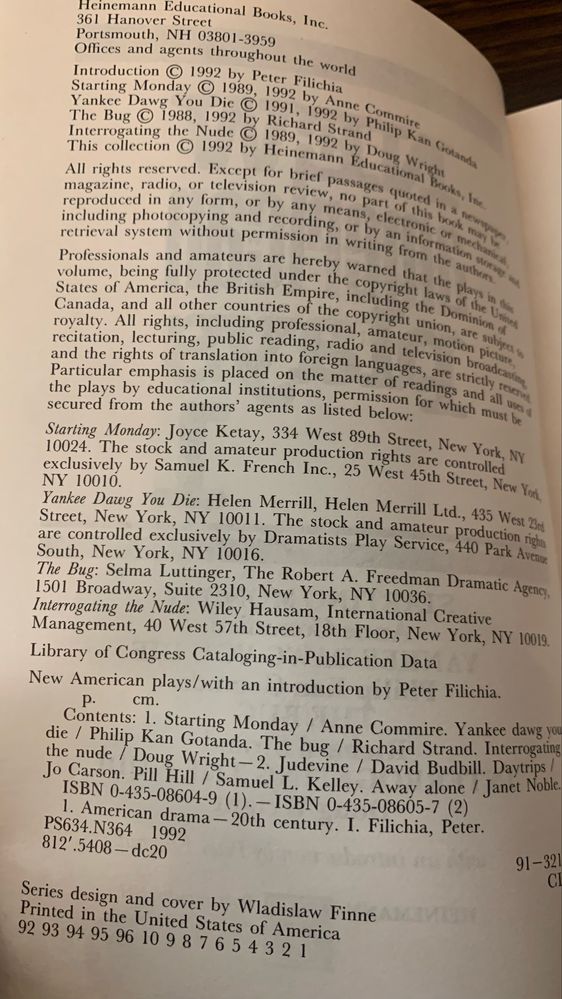 Heinemann Educational Books, Inc.
361 Hanover Street
Portsmouth, NH 03801-3959
Offices and agents throughout the world
Introduction © 1992 by Peter Filichia
Starting Monday © 1989, 1992 by Anne Commire
Yankee Dawg You Die © 1991, 1992 by Philip Kan Gotanda
The Bug © 1988, 1992 by Richard Strand
Interrogating the Nude © 1989, 1992 by Doug Wright
This collection © 1992 by Heinemann Educational Books, Inc.
All rights reserved. Except for brief passages quoted in a newspaper,
magazine, radio, or television review, no part of this book may be
reproduced in any form, or by any means, electronic or mechanical,
including photocopying and recording, or by an information storage and
retrieval system without permission in writing from the authors.
Professionals and amateurs are hereby warned that the plays in this
volume, being fully protected under the copyright laws of the United
States of America, the British Empire, including the Dominion of
Canada, and all other countries of the copyright union, are subject to
royalty. All rights, including professional, amateur, motion picture,
recitation, lecturing, public reading, radio and television broadcasting,
and the rights of translation into foreign languages, are strictly reserved.
Particular emphasis is placed on the matter of readings and all uses of
the plays by educational institutions, permission for which must be
secured from the authors' agents as listed below:
Starting Monday: Joyce Ketay, 334 West 89th Street, New York, NY
10024. The stock and amateur production rights are controlled
exclusively by Samuel K. French Inc., 25 West 45th Street, New York,
NY 10010.
Yankee Dawg You Die: Helen Merrill, Helen Merrill Ltd., 435 West 23rd
Street, New York, NY 10011. The stock and amateur production rights
are controlled exclusively by Dramatists Play Service, 440 Park Avenue
South, New York, NY 10016.
The Bug: Selma Luttinger, The Robert A. Freedman Dramatic Agency,
1501 Broadway, Suite 2310, New York, NY 10036.
Interrogating the Nude: Wiley Hausam, International Creative
Management, 40 West 57th Street, 18th Floor, New York, NY 10019.
Library of Congress Cataloging-in-Publication Data
New American plays/with an introduction by Peter Filichia.
p. cm.
Contents: 1. Starting Monday / Anne Commire. Yankee dawg you
die / Philip Kan Gotanda. The bug / Richard Strand. Interrogating
the nude / Doug Wright—2. Judevine / David Budbill. Daytrips /
Jo Carson. Pill Hill / Samuel L. Kelley. Away alone / Janet Noble.
ISBN 0-435-08604-9 (1).—ISBN 0-435-08605-7 (2)
1. American drama—20th century. I. Filichia, Peter.
PS634.N364 1992
812'.5408—dc20
91-321
CI
Series design and cover by Wladislaw Finne
Printed in the United States of America
92 93 94 95 96 10 9 8 7 6 5 4 3 2 1